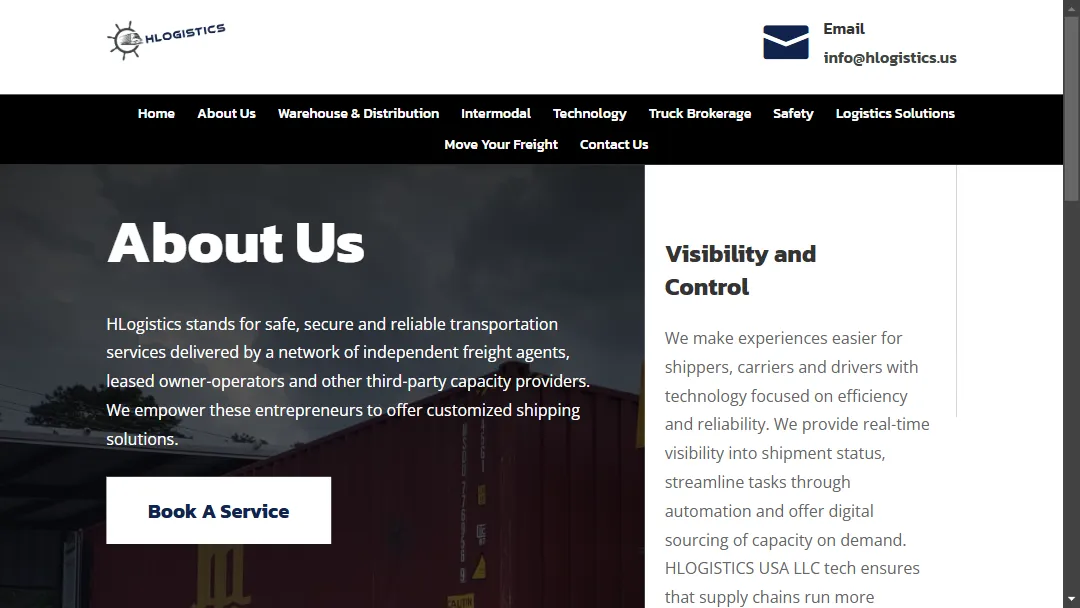 HLOGISTICS
Email
info@hlogistics.us
Home About Us Warehouse & Distribution Intermodal Technology Truck Brokerage Safety Logistics Solutions
Move Your Freight Contact Us
About Us
HLogistics stands for safe, secure and reliable transportation
services delivered by a network of independent freight agents,
leased owner-operators and other third-party capacity providers.
We empower these entrepreneurs to offer customized shipping
solutions.
Book A Service
Visibility and
Control
We make experiences easier for
shippers, carriers and drivers with
technology focused on efficiency
and reliability. We provide real-time
visibility into shipment status,
streamline tasks through
automation and offer digital
sourcing of capacity on demand.
HLOGISTICS USA LLC tech ensures
that supply chains run more
CAUTION